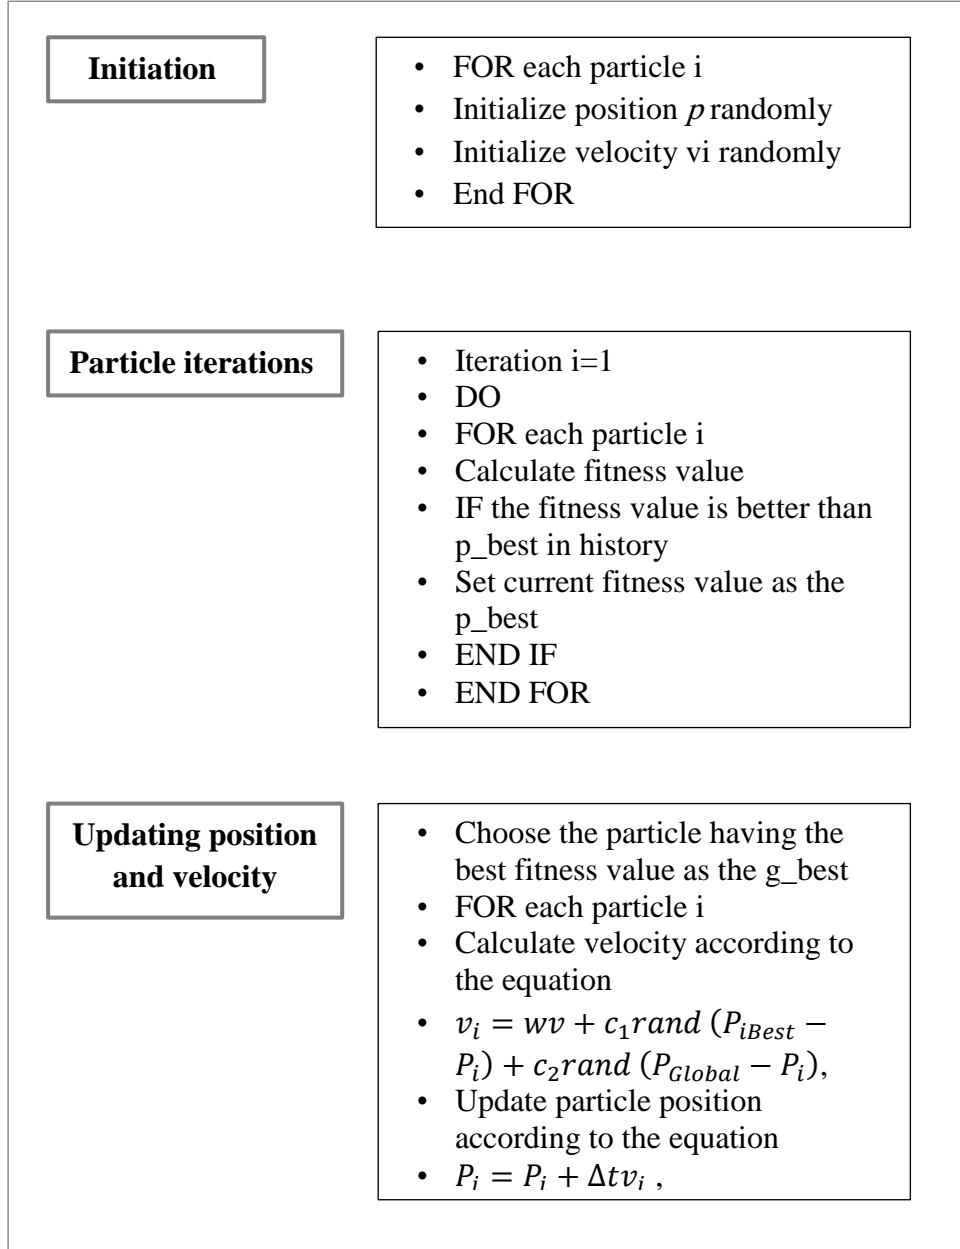 Initiation
• FOR each particle i
• Initialize position 𝑝 randomly
• Initialize velocity vi randomly
• End FOR
Particle iterations
• Iteration i=1
• DO
• FOR each particle i
• Calculate fitness value
• IF the fitness value is better than
p_best in history
• Set current fitness value as the
p_best
• END IF
• END FOR
Updating position
and velocity
• Choose the particle having the
best fitness value as the g_best
• FOR each particle i
• Calculate velocity according to
the equation
• $v_i = wv + c_1rand (P_{iBest} −$
$P_i) + c_2rand (P_{Global} − P_i),$
• Update particle position
according to the equation
• $P_i = P_i + Δtv_i ,$